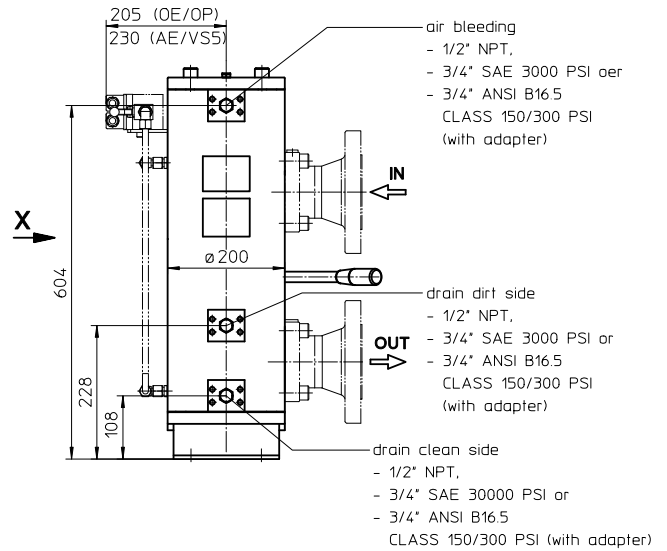 205 (OE/OP)
230 (AE/VS5)
air bleeding
- 1/2" NPT,
- 3/4" SAE 3000 PSI oer
- 3/4" ANSI B16.5
CLASS 150/300 PSI
(with adapter)
IN
X
604
ø200
drain dirt side
- 1/2" NPT,
- 3/4" SAE 3000 PSI or
- 3/4" ANSI B16.5
CLASS 150/300 PSI
(with adapter)
OUT
228
108
drain clean side
- 1/2" NPT,
- 3/4" SAE 30000 PSI or
- 3/4" ANSI B16.5
CLASS 150/300 PSI (with adapter)